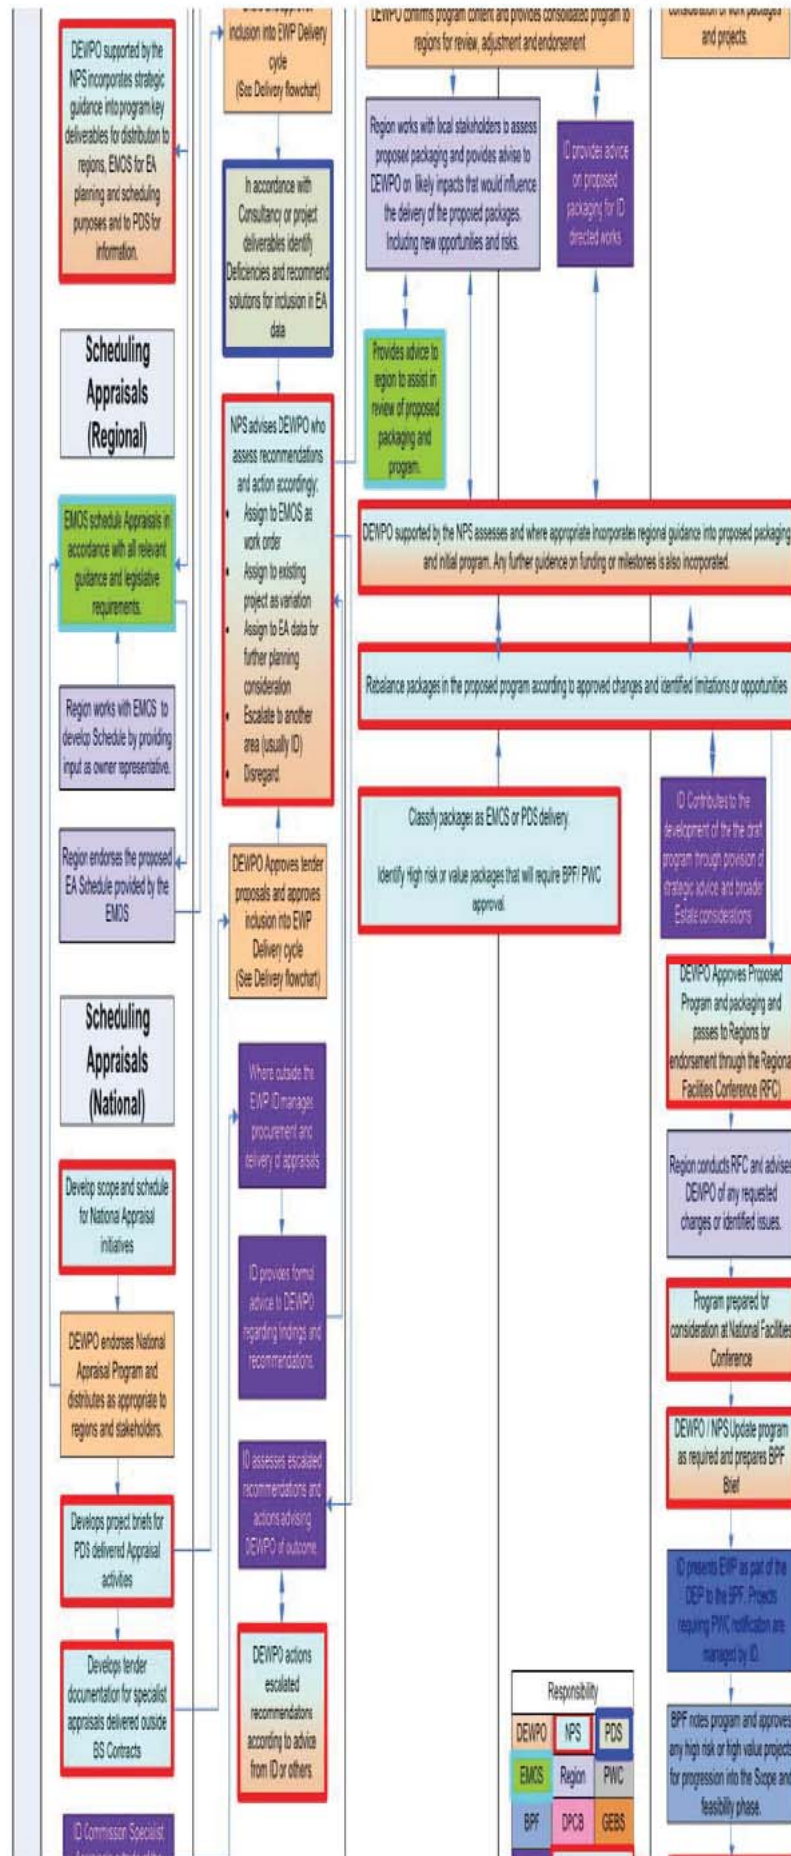 inclusion into EWP Delivery
cycle
(See Delivery flowchart)
DEWPO confirms program content and provides consolidated program to
regions for review, adjustment and endorsement
and projects.
DEWPO supported by the
NPS incorporates strategic
guidance into program key
deliverables for distribution to
regions, EMOS for EA
planning and scheduling
purposes and to PDS for
information.
Scheduling
Appraisals
(Regional)
EMOS schedule Appraisals in
accordance with all relevant
guidance and legislative
requirements.
Region works with EMOS to
develop Schedule by providing
input as owner representative.
Region endorses the proposed
EA Schedule provided by the
EMOS
Scheduling
Appraisals
(National)
Develop scope and schedule
for National Appraisal
initiatives
DEWPO endorses National
Appraisal Program and
distributes as appropriate to
regions and stakeholders.
Develops project briefs for
PDS delivered Appraisal
activities
Develops tender
documentation for specialist
appraisals delivered outside
BS Contracts
ID Commission Specialist
In accordance with
Consultancy or project
deliverables identify
Deficiencies and recommend
solutions for inclusion in EA
data
NPS advises DEWPO who
assess recommendations
and action accordingly:
• Assign to EMOS as
work order
• Assign to existing
project as variation
• Assign to EA data for
further planning
consideration
• Escalate to another
area (usually ID)
• Disregard.
DEWPO Approves tender
proposals and approves
inclusion into EWP
Delivery cycle
(See Delivery flowchart)
Where outside the
EWP ID manages
procurement and
delivery of appraisals
ID provides formal
advice to DEWPO
regarding findings and
recommendations.
ID assesses escalated
recommendations and
actions advising
DEWPO of outcome
DEWPO actions
escalated
recommendatons
according to advice
from ID or others.
Region works with local stakeholders to assess
proposed packaging and provides advise to
DEWPO on likely impacts that would influence
the delivery of the proposed packages.
Including new opportunities and risks.
ID provides advice
on proposed
packaging for ID
directed works
Provides advice to
region to assist in
review of proposed
packaging and
program.
DEWPO supported by the NPS assesses and where appropriate incorporates regional guidance into proposed packaging
and initial program. Any further guidance on funding or milestones is also incorporated.
Rebalance packages in the proposed program according to approved changes and identified limitations or opportunities
Classify packages as EMCS or PDS delivery.
Identify High risk or value packages that will require BPF/ PWC
approval.
ID Contributes to the
development of the the draft
program through provision of
strategic advice and broader
Estate considerations
DEWPO Approves Proposed
Program and packaging and
passes to Regions for
endorsement through the Regional
Facilities Conference (RFC)
Region conducts RFC and advises
DEWPO of any requested
changes or identified issues.
Program prepared for
consideration at National Facilities
Conference
DEWPO / NPS Update program
as required and prepares BPF
Brief
ID presents EWP as part of the
DEIP to the BPF. Projects
requiring PWC notification are
managed by ID.
BPF notes program and approves
any high risk or high value projects
for progression into the Scope and
feasibility phase.
Responsibility
DEWPO NPS PDS
EMCS Region PWC
BPF DPCB GEBS